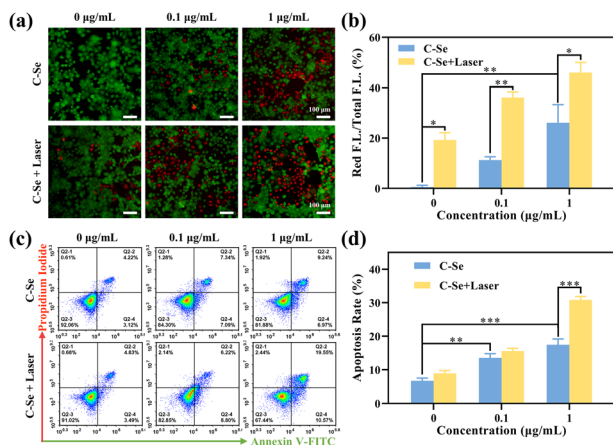 (a)
0 µg/mL
0.1 µg/mL
1 µg/mL
C-Se
C-Se + Laser
100 µm
100 µm
(b)
C-Se
C-Se+Laser
Red F.L./Total F.L. (%)
60
40
20
0
*
**
**
*
0
0.1
1
Concentration (µg/mL)
(c)
0 µg/mL
0.1 µg/mL
1 µg/mL
Propidium Iodide
C-Se
C-Se + Laser
Q2-1
0.61%
Q2-2
4.22%
Q2-3
92.06%
Q2-4
3.12%
Q2-1
1.28%
Q2-2
7.34%
Q2-3
84.30%
Q2-4
7.09%
Q2-1
1.92%
Q2-2
9.24%
Q2-3
81.88%
Q2-4
6.97%
Q2-1
0.68%
Q2-2
4.83%
Q2-3
91.02%
Q2-4
3.49%
Q2-1
2.14%
Q2-2
6.22%
Q2-3
82.85%
Q2-4
8.80%
Q2-1
2.44%
Q2-2
19.55%
Q2-3
67.44%
Q2-4
10.57%
Annexin V-FITC
(d)
C-Se
C-Se+Laser
Apoptosis Rate (%)
40
30
20
10
0
**
***
***
0
0.1
1
Concentration (µg/mL)